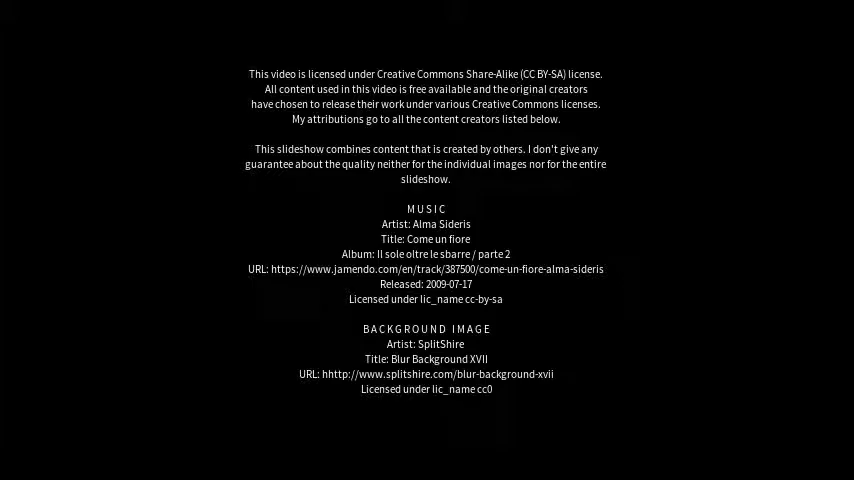 This video is licensed under Creative Commons Share-Alike (CC BY-SA) license.
All content used in this video is free available and the original creators
have chosen to release their work under various Creative Commons licenses.
My attributions go to all the content creators listed below.
This slideshow combines content that is created by others. I don't give any
guarantee about the quality neither for the individual images nor for the entire
slideshow.
MUSIC
Artist: Alma Sideris
Title: Come un fiore
Album: Il sole oltre le sbarre / parte 2
URL: https://www.jamendo.com/en/track/387500/come-un-fiore-alma-sideris
Released: 2009-07-17
Licensed under lic_name cc-by-sa
BACKGROUND IMAGE
Artist: SplitShire
Title: Blur Background XVII
URL: hhttp://www.splitshire.com/blur-background-xvii
Licensed under lic_name cc0